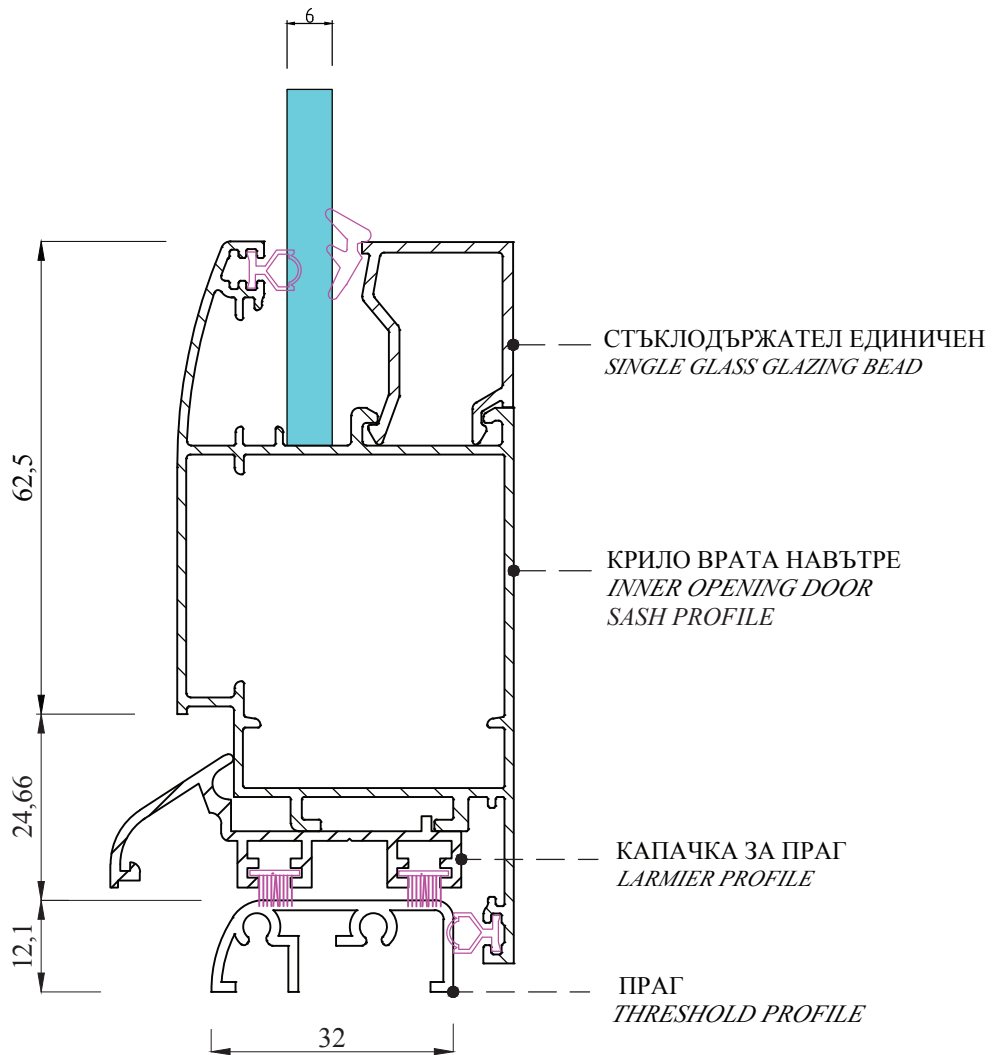 6
СТЪКЛОДЪРЖАТЕЛ ЕДИНИЧЕН
SINGLE GLASS GLAZING BEAD
62,5
КРИЛО ВРАТА НАВЪТРЕ
INNER OPENING DOOR
SASH PROFILE
24,66
КАПАЧКА ЗА ПРАГ
LARMIER PROFILE
12,1
ПРАГ
THRESHOLD PROFILE
32